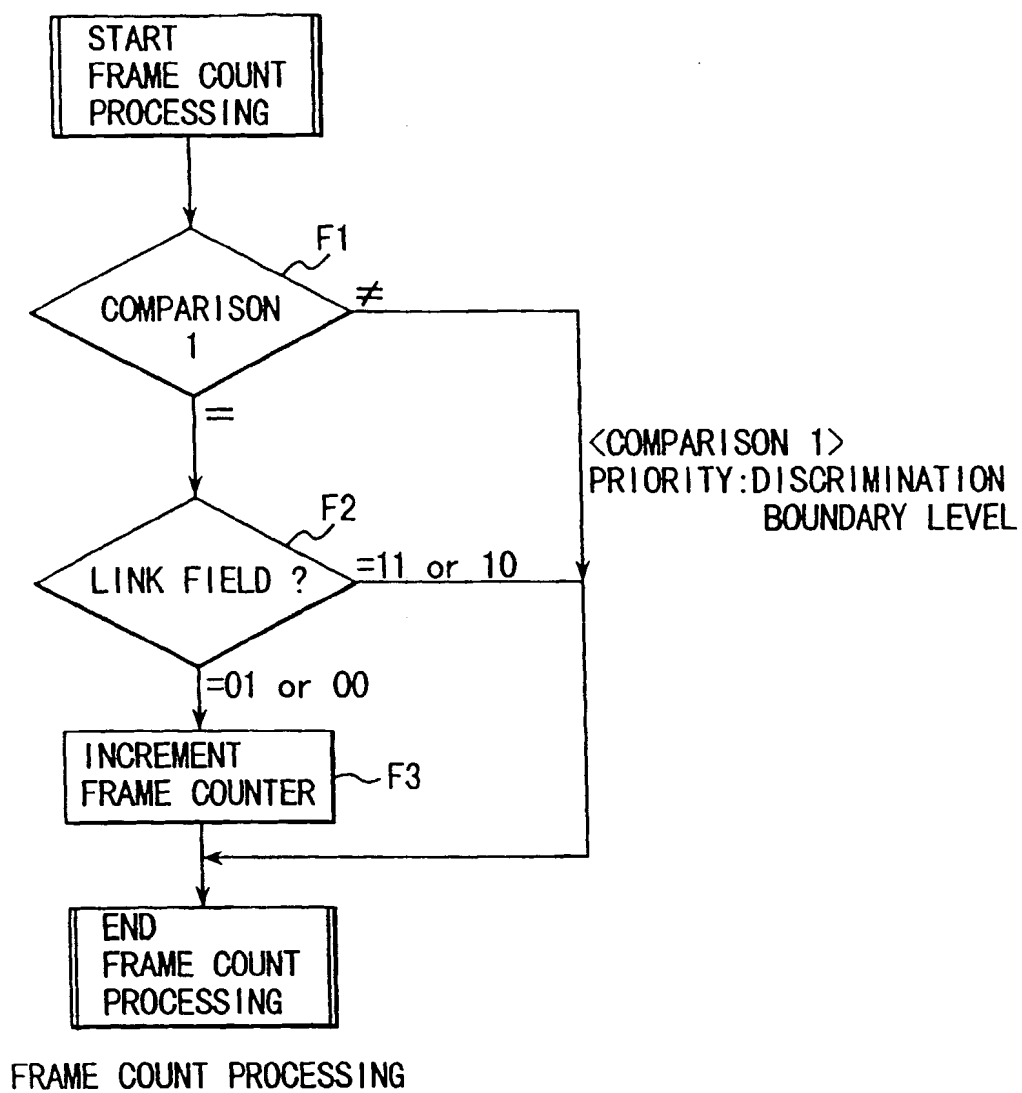 START
FRAME COUNT
PROCESSING
F1
COMPARISON
1
≠
=
<COMPARISON 1>
PRIORITY:DISCRIMINATION
BOUNDARY LEVEL
F2
LINK FIELD ?
=11 or 10
=01 or 00
INCREMENT
FRAME COUNTER
F3
END
FRAME COUNT
PROCESSING
FRAME COUNT PROCESSING